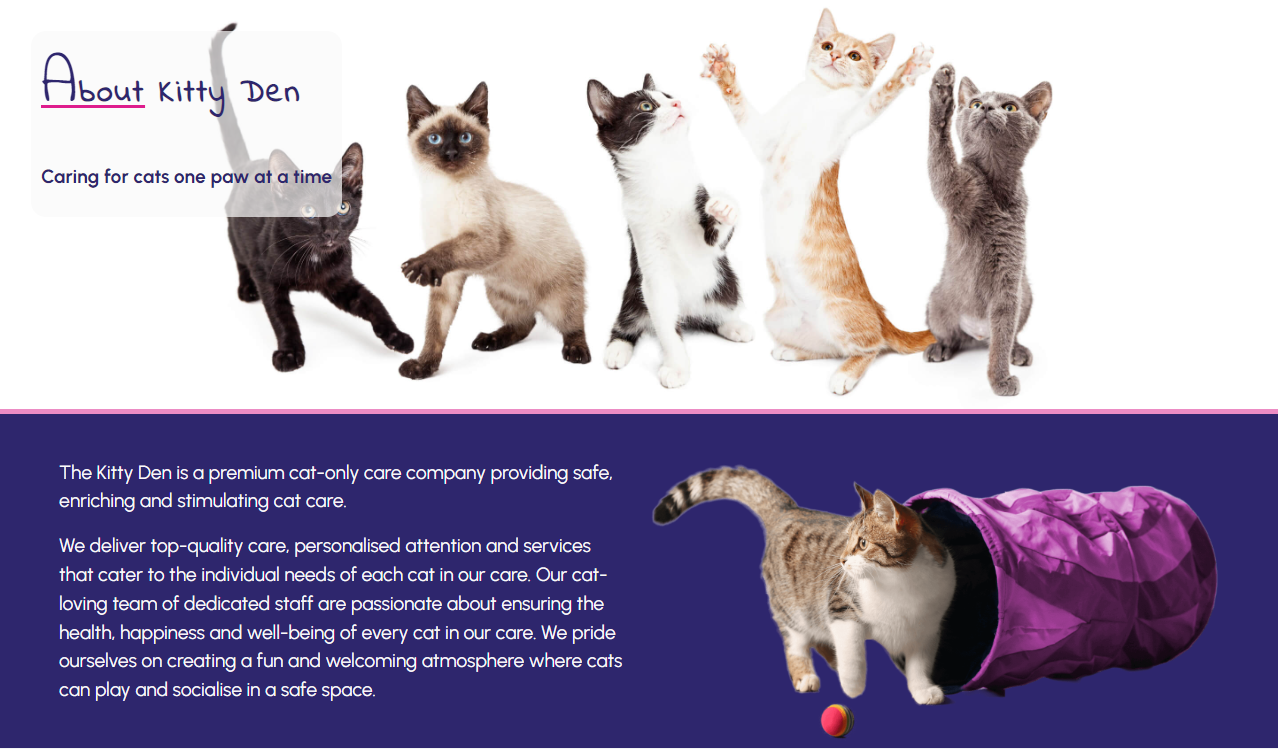 About Kitty Den
Caring for cats one paw at a time
The Kitty Den is a premium cat-only care company providing safe,
enriching and stimulating cat care.
We deliver top-quality care, personalised attention and services
that cater to the individual needs of each cat in our care. Our cat-
loving team of dedicated staff are passionate about ensuring the
health, happiness and well-being of every cat in our care. We pride
ourselves on creating a fun and welcoming atmosphere where cats
can play and socialise in a safe space.